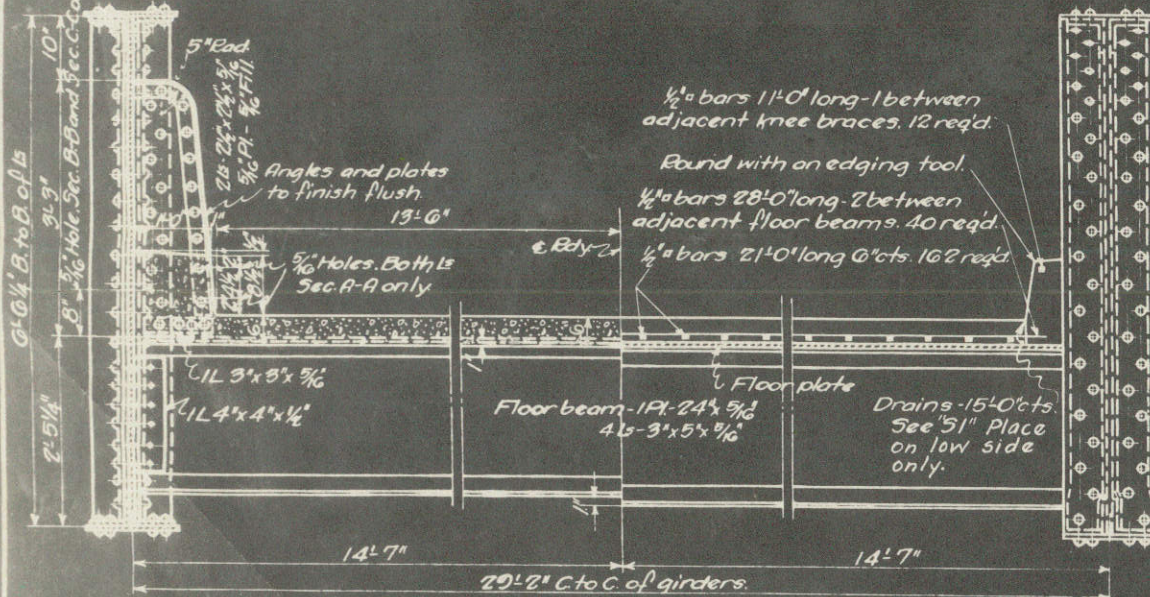 10"
3'-3"
8"
6'-6¼" B. to B. of Ls
2'-5¼"
5/16" Hole. Sec. B-B and Sec. C-C
5" Rad.
2Ls-2½"x2½"x5/16"
5/16" Pl.-5/16" Fill.
Angles and plates
to finish flush.
13'-6"
1'-0"
1"
5/16" Holes. Both Ls
Sec. A-A only.
℄ Rdy.
½"▫ bars 11'-0" long-1 between
adjacent knee braces. 12 req'd.
Round with an edging tool.
½"▫ bars 28'-0" long-2 between
adjacent floor beams. 40 req'd.
½"▫ bars 21'-0" long 6" cts. 162 req'd
6"
6"
1"
1L 3"x3"x5/16"
1L 4"x4"x½"
Floor plate
Floor beam-1Pl.-24"x5/16"
4Ls-3"x5"x5/16"
Drains-15'-0" cts.
See "S1" Place
on low side
only.
1"
14'-7"
14'-7"
29'-2" C. to C. of girders.